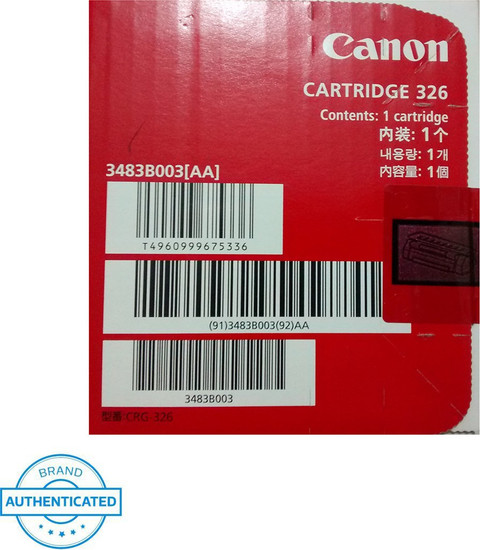 Canon
CARTRIDGE 326
Contents: 1 cartridge
内装: 1个
내용량: 1개
内容量: 1個
3483B003[AA]
T4960999675336
(91)3483B003(92)AA
3483B003
型番:CRG-326
BRAND
AUTHENTICATED